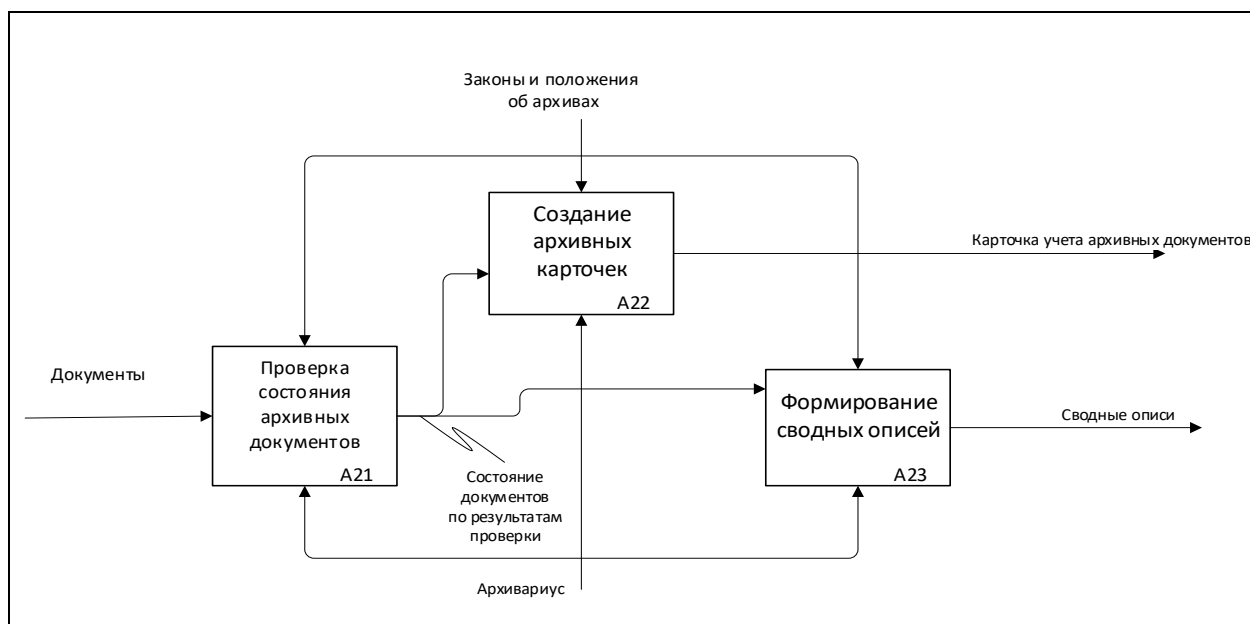 Законы и положения
об архивах
Создание
архивных
карточек
A22
Карточка учета архивных документов
Документы
Проверка
состояния
архивных
документов
A21
Формирование
сводных описей
A23
Сводные описи
Состояние
документов
по результатам
проверки
Архивариус